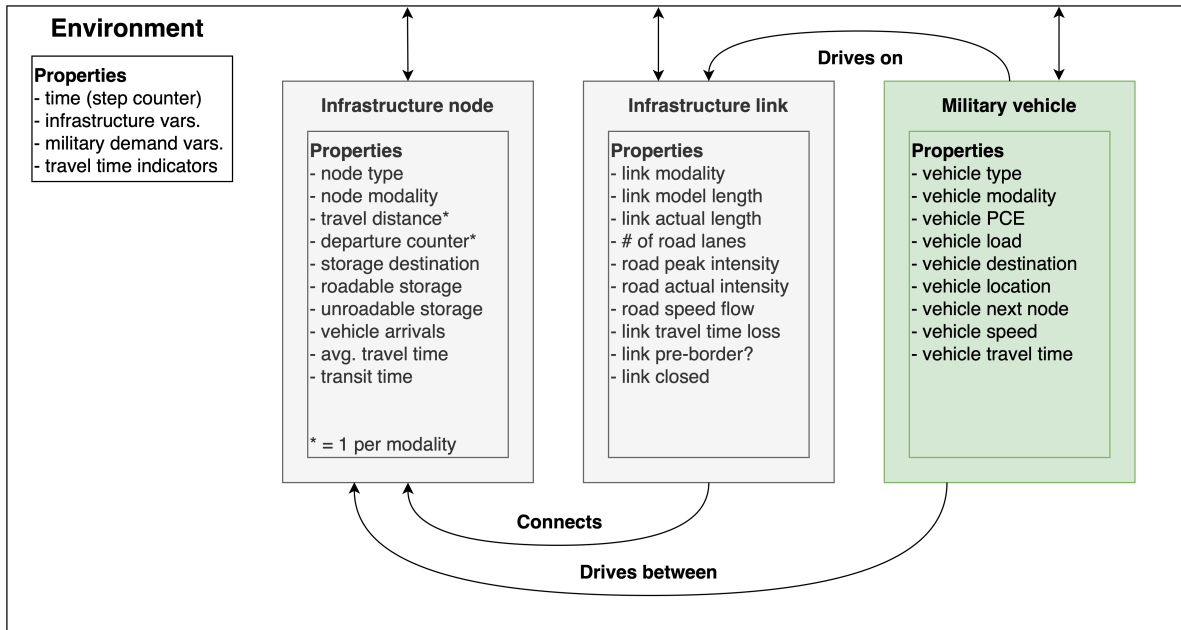 Environment
Properties
- time (step counter)
- infrastructure vars.
- military demand vars.
- travel time indicators
Drives on
Infrastructure node
Properties
- node type
- node modality
- travel distance*
- departure counter*
- storage destination
- roadable storage
- unroadable storage
- vehicle arrivals
- avg. travel time
- transit time
* = 1 per modality
Infrastructure link
Properties
- link modality
- link model length
- link actual length
- # of road lanes
- road peak intensity
- road actual intensity
- road speed flow
- link travel time loss
- link pre-border?
- link closed
Military vehicle
Properties
- vehicle type
- vehicle modality
- vehicle PCE
- vehicle load
- vehicle destination
- vehicle location
- vehicle next node
- vehicle speed
- vehicle travel time
Connects
Drives between